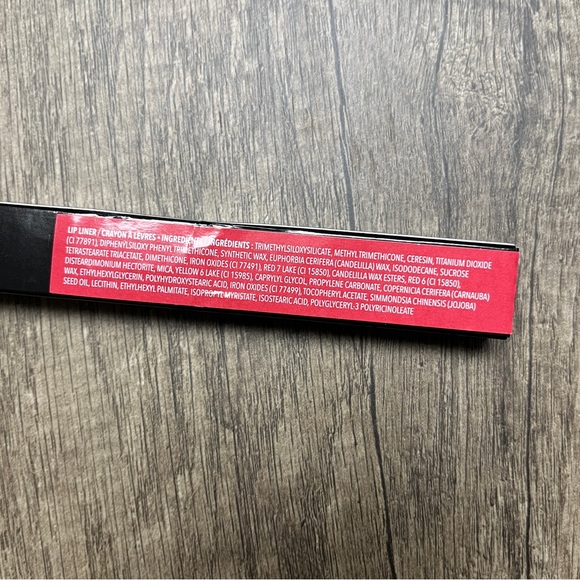 LIP LINER / CRAYON À LÈVRES • INGREDIENTS / INGRÉDIENTS : TRIMETHYLSILOXYSILICATE, METHYL TRIMETHICONE, CERESIN, TITANIUM DIOXIDE
(CI 77891), DIPHENYLSILOXY PHENYL TRIMETHICONE, SYNTHETIC WAX, EUPHORBIA CERIFERA (CANDELILLA) WAX, ISODODECANE, SUCROSE
TETRASTEARATE TRIACETATE, DIMETHICONE, IRON OXIDES (CI 77491), RED 7 LAKE (CI 15850), CANDELILLA WAX ESTERS, RED 6 (CI 15850),
DISTEARDIMONIUM HECTORITE, MICA, YELLOW 6 LAKE (CI 15985), CAPRYLYL GLYCOL, PROPYLENE CARBONATE, COPERNICIA CERIFERA (CARNAUBA)
WAX, ETHYLHEXYLGLYCERIN, POLYHYDROXYSTEARIC ACID, IRON OXIDES (CI 77499), TOCOPHERYL ACETATE, SIMMONDSIA CHINENSIS (JOJOBA)
SEED OIL, LECITHIN, ETHYLHEXYL PALMITATE, ISOPROPYL MYRISTATE, ISOSTEARIC ACID, POLYGLYCERYL-3 POLYRICINOLEATE